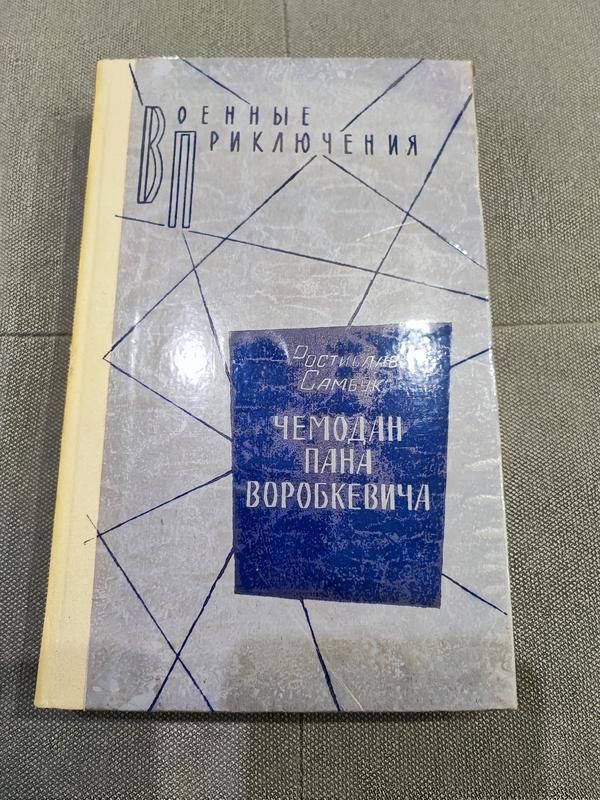 Военные
Приключения
Ростислав
Самбук
ЧЕМОДАН
ПАНА
ВОРОБКЕВИЧА